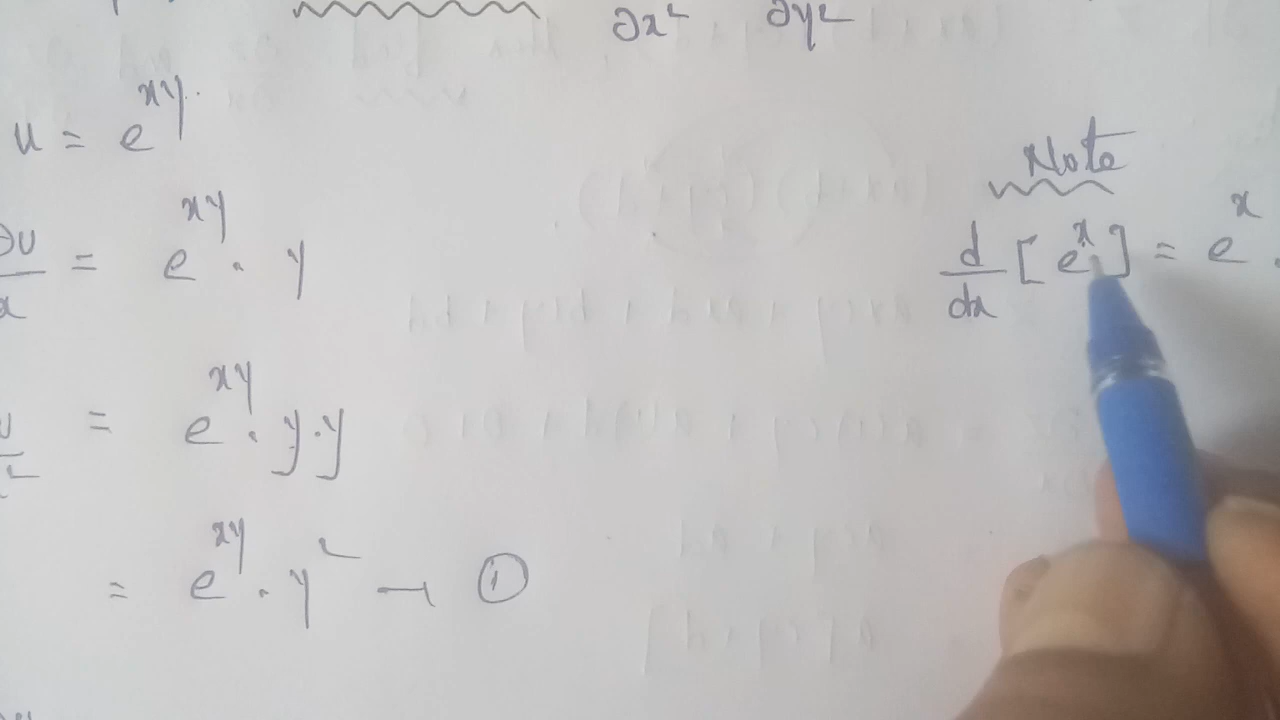 ∂x² ∂y²
u = e^{xy}.
∂u/∂x = e^{xy} . y
Note
d/dx [e^x] = e^x .
= e^{xy} . y . y
= e^{xy} . y² → ①